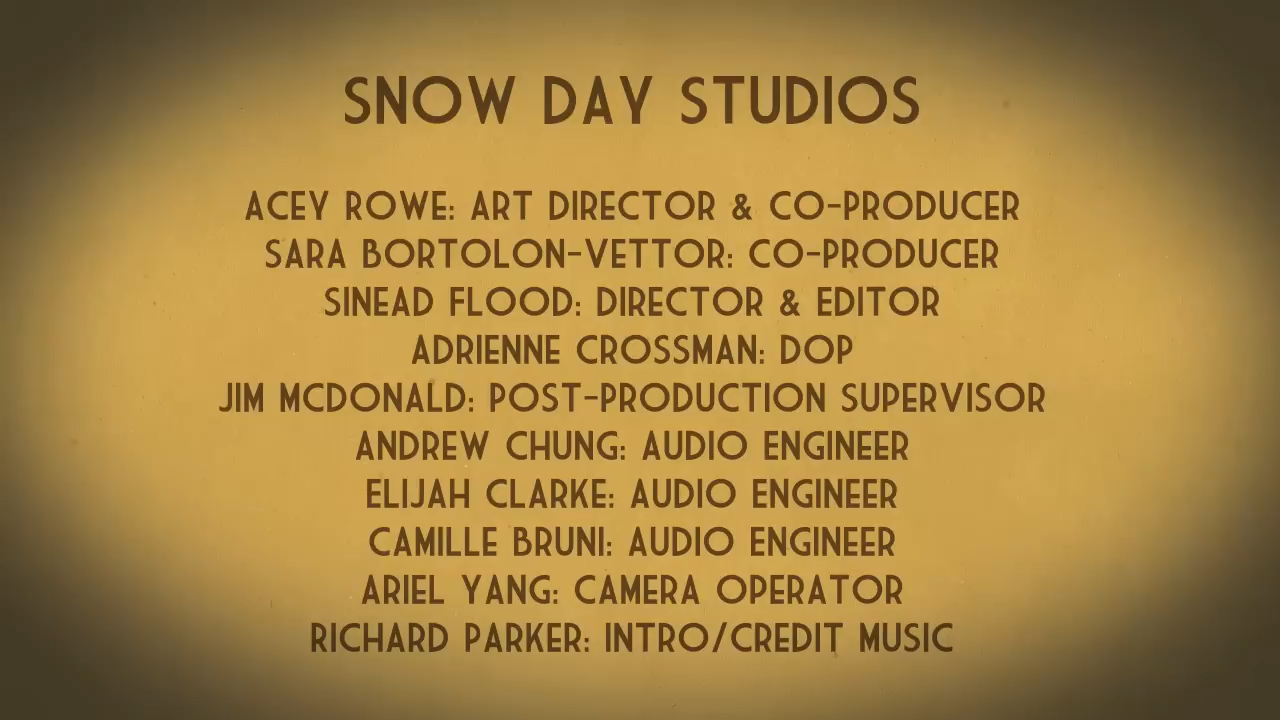 SNOW DAY STUDIOS
ACEY ROWE: ART DIRECTOR & CO-PRODUCER
SARA BORTOLON-VETTOR: CO-PRODUCER
SINEAD FLOOD: DIRECTOR & EDITOR
ADRIENNE CROSSMAN: DOP
JIM MCDONALD: POST-PRODUCTION SUPERVISOR
ANDREW CHUNG: AUDIO ENGINEER
ELIJAH CLARKE: AUDIO ENGINEER
CAMILLE BRUNI: AUDIO ENGINEER
ARIEL YANG: CAMERA OPERATOR
RICHARD PARKER: INTRO/CREDIT MUSIC